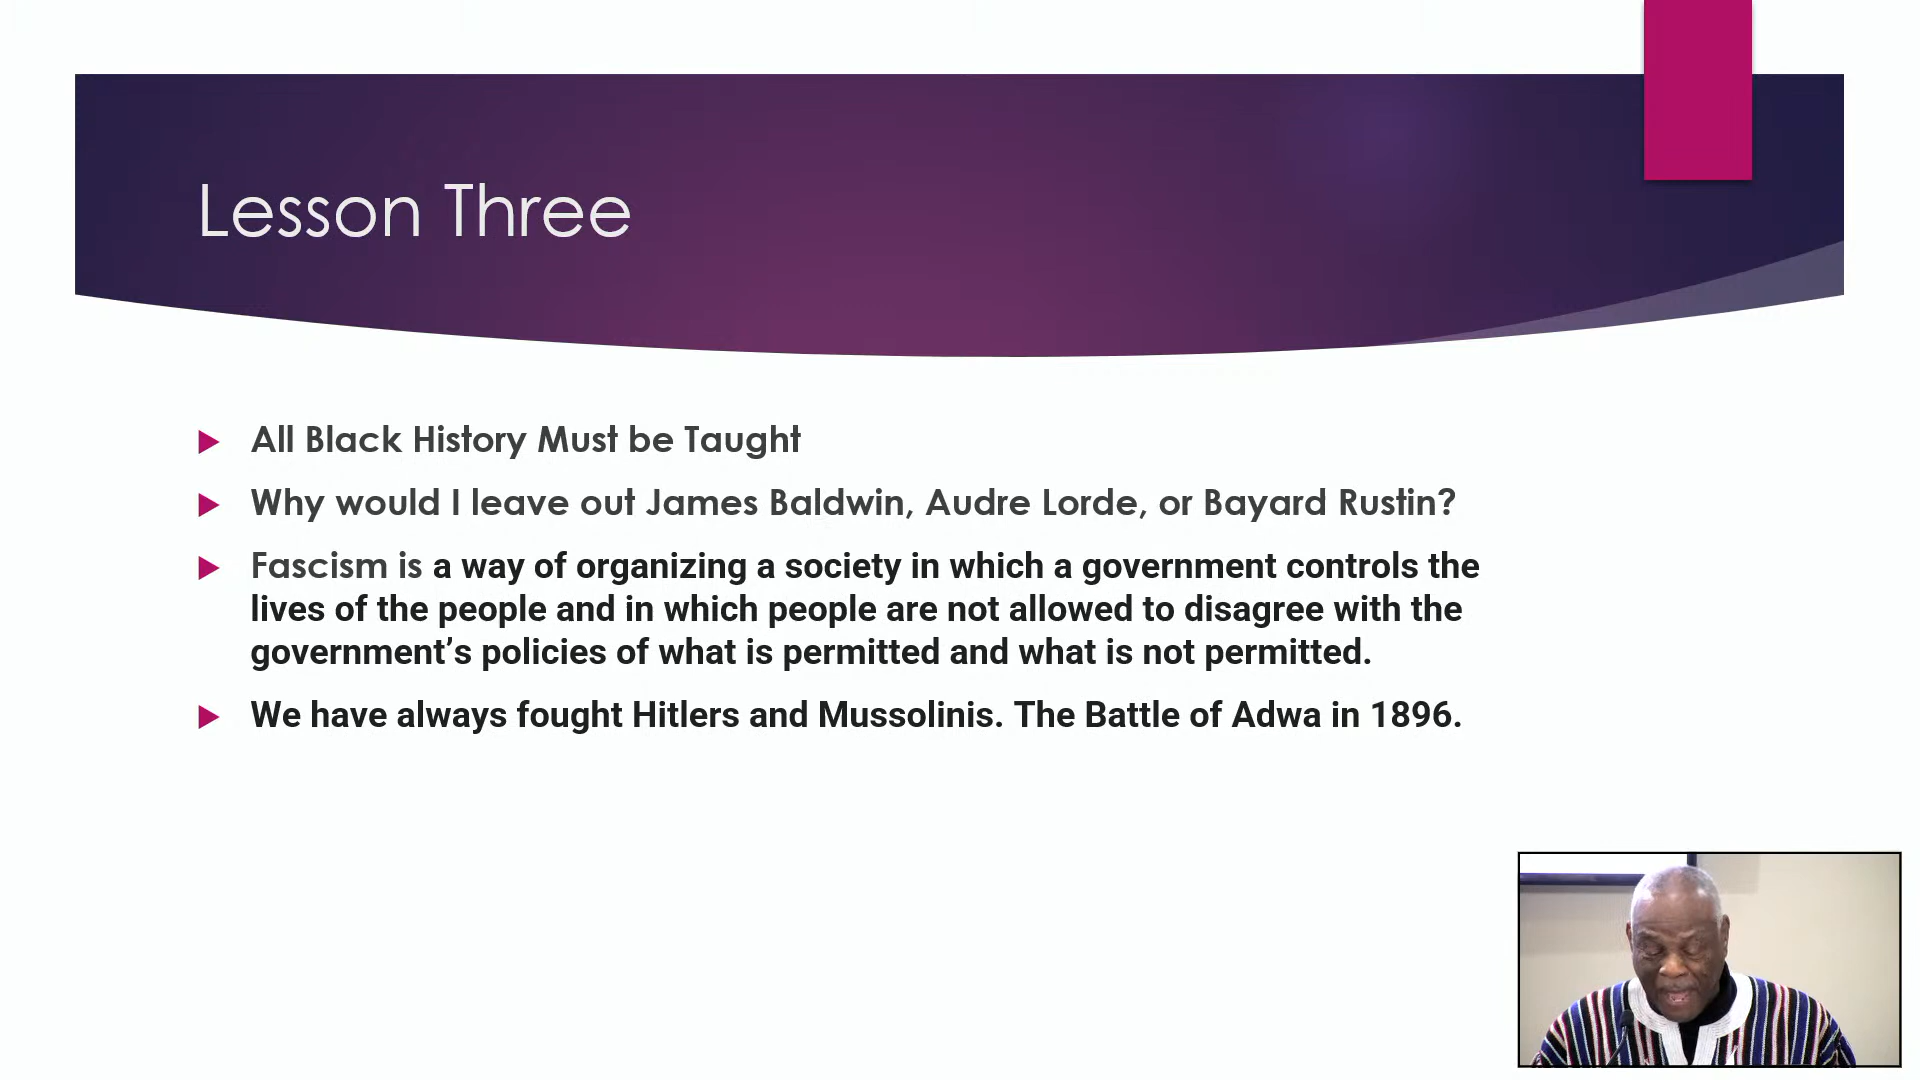 Lesson Three
All Black History Must be Taught
Why would I leave out James Baldwin, Audre Lorde, or Bayard Rustin?
Fascism is a way of organizing a society in which a government controls the
lives of the people and in which people are not allowed to disagree with the
government’s policies of what is permitted and what is not permitted.
We have always fought Hitlers and Mussolinis. The Battle of Adwa in 1896.